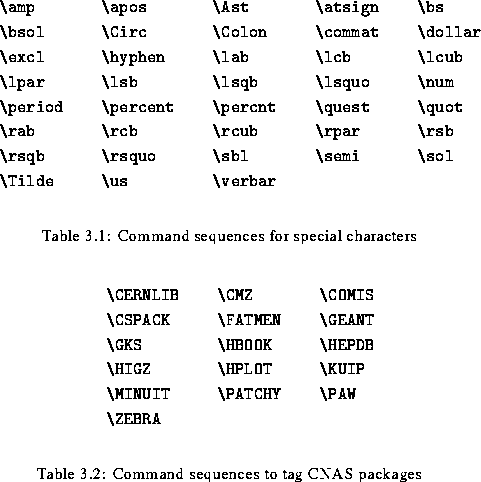 \amp \apos \Ast \atsign \bs
\bsol \Circ \Colon \commat \dollar
\excl \hyphen \lab \lcb \lcub
\lpar \lsb \lsqb \lsquo \num
\period \percent \percnt \quest \quot
\rab \rcb \rcub \rpar \rsb
\rsqb \rsquo \sbl \semi \sol
\Tilde \us \verbar
Table 3.1: Command sequences for special characters
\CERNLIB \CMZ \COMIS
\CSPACK \FATMEN \GEANT
\GKS \HBOOK \HEPDB
\HIGZ \HPLOT \KUIP
\MINUIT \PATCHY \PAW
\ZEBRA
Table 3.2: Command sequences to tag CNAS packages